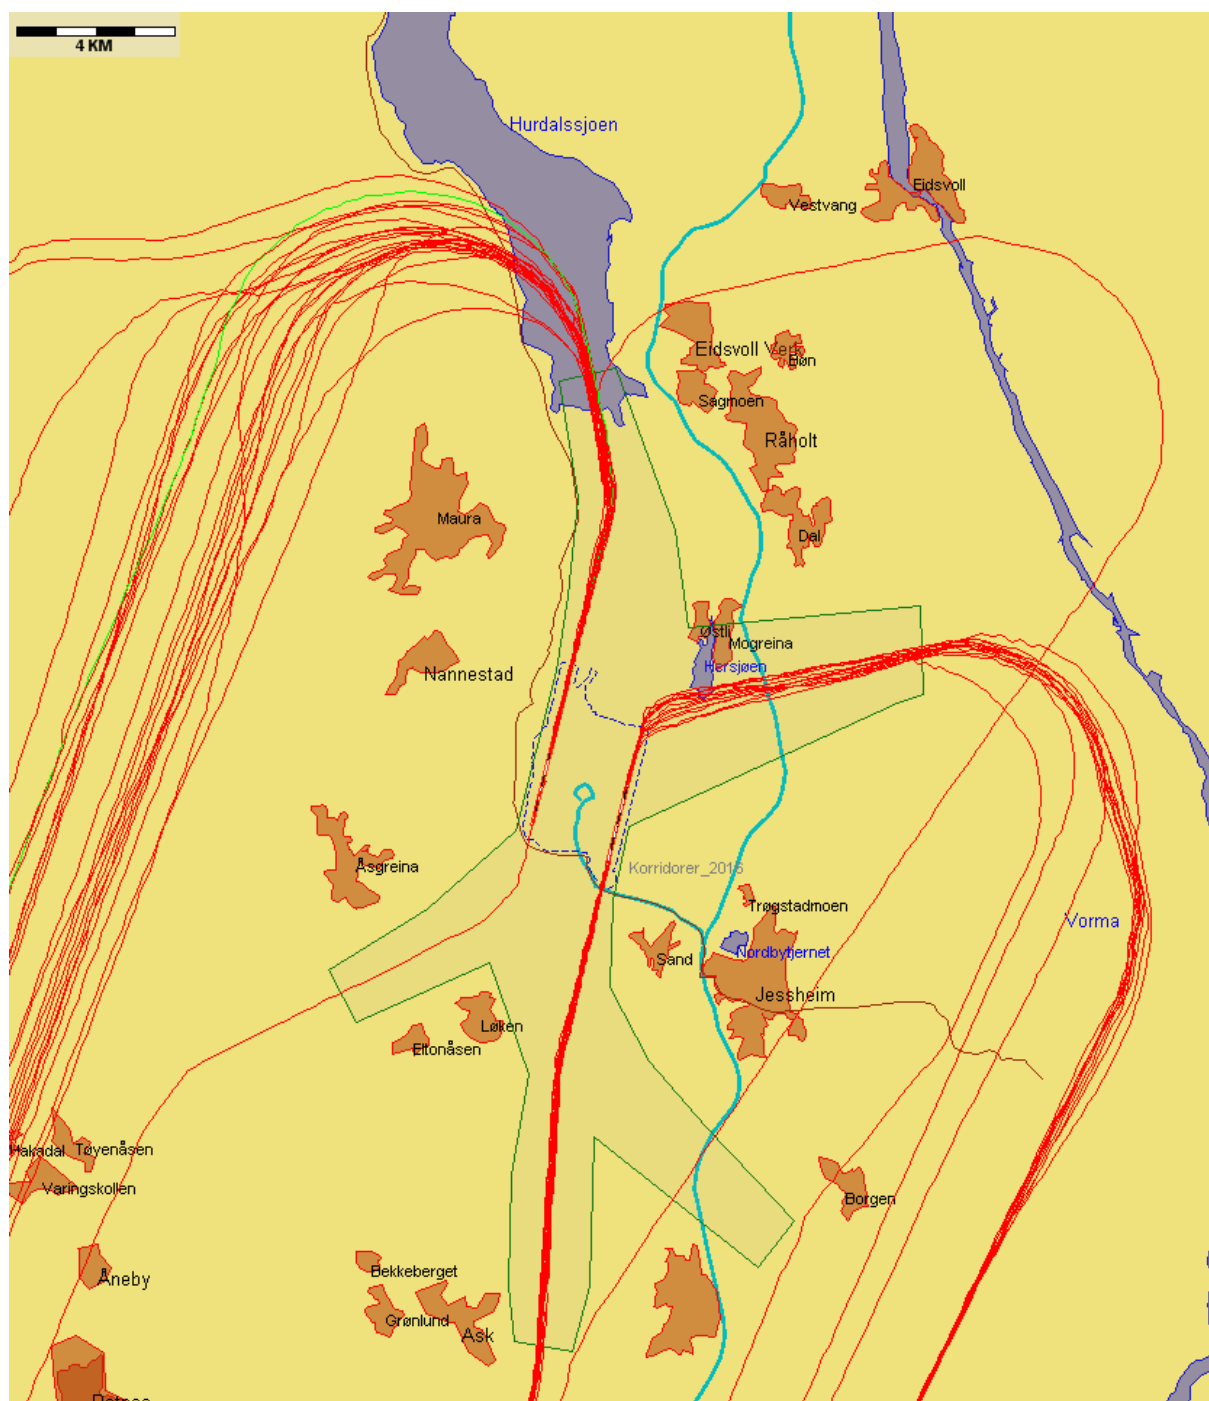 4 KM
Hurdalssjoen
Eidsvoll
Vestvang
Eidsvoll Verk
Bøn
Sagmoen
Råholt
Maura
Dal
Østli
Mogreina
Hersjøen
Nannestad
Åsgreina
Korridorer_2016
Trøgstadmoen
Vorma
Nordbytjernet
Sand
Jessheim
Løken
Eltonåsen
Hakadal
Tøyenåsen
Varingskollen
Borgen
Åneby
Bekkeberget
Grønlund
Ask